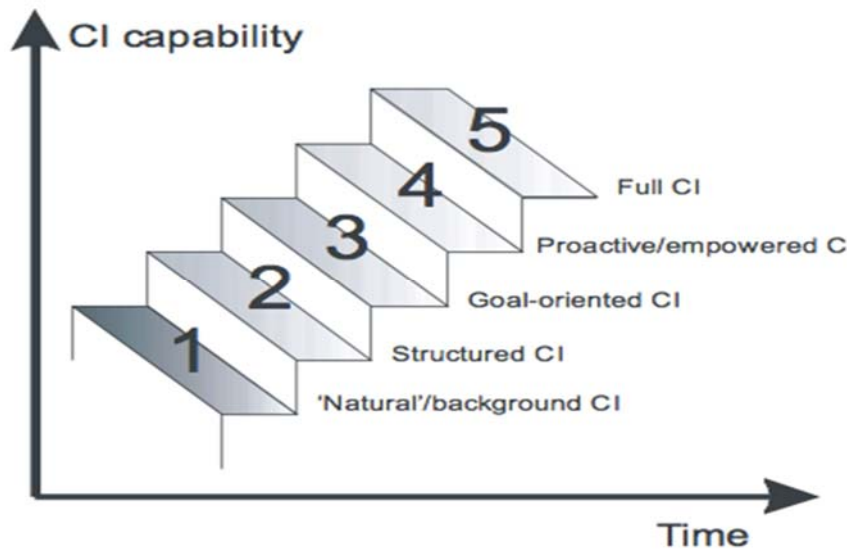 CI capability
5
Full CI
4
Proactive/empowered C
3
Goal-oriented CI
2
Structured CI
1
'Natural'/background CI
Time